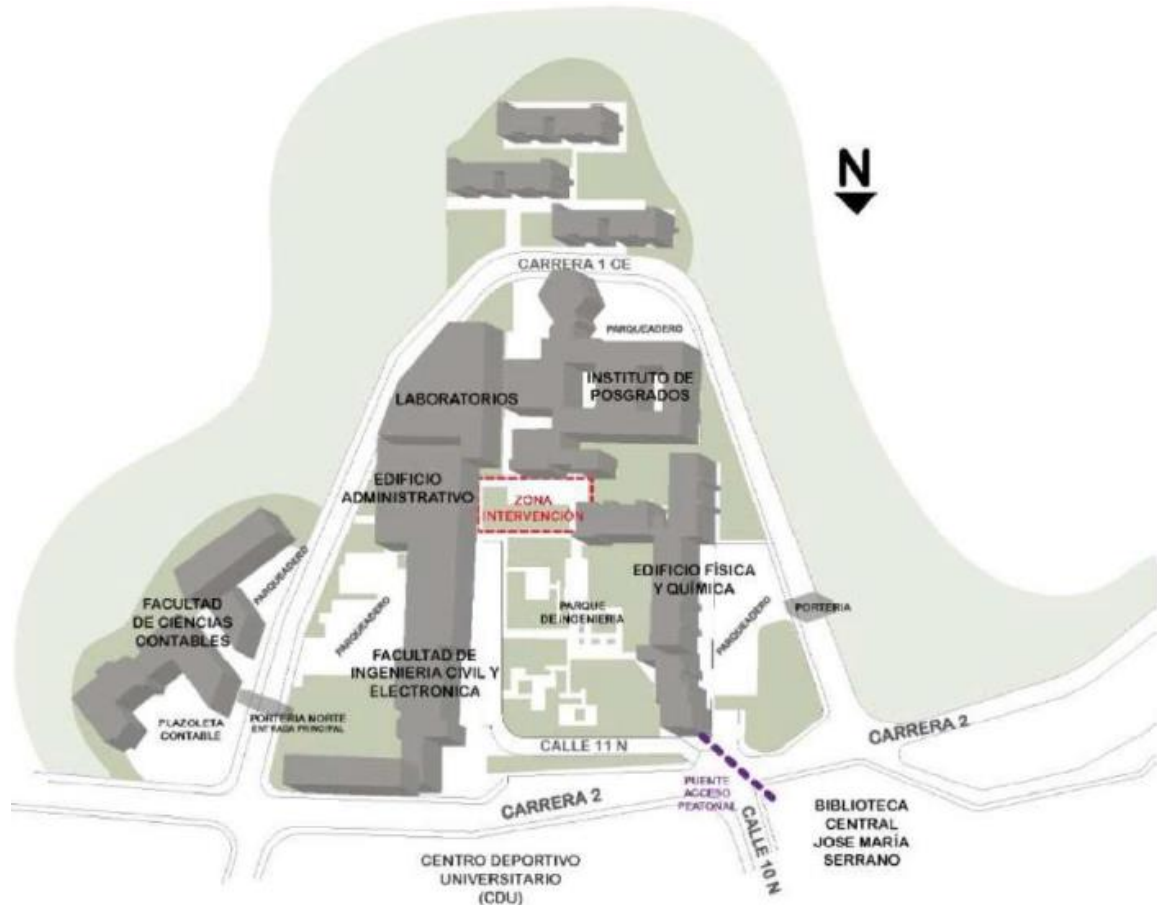 N
CARRERA 1 CE
PARQUEADERO
INSTITUTO DE
POSGRADOS
LABORATORIOS
EDIFICIO
ADMINISTRATIVO
ZONA
INTERVENCIÓN
EDIFICIO FÍSICA
Y QUÍMICA
PARQUEADERO
FACULTAD
DE CIÊNCIAS
CONTABLES
PARQUEADERO
PARQUE
DE INGENIERIA
PARQUEADERO
PORTERIA
FACULTAD DE
INGENIERIA CIVIL Y
ELECTRONICA
PLAZOLETA
CONTABLE
PORTERIA NORTE
ENTRADA PRINCIPAL
CALLE 11 N
CARRERA 2
CARRERA 2
PUENTE
ACCESO
PEATONAL
CALLE 10 N
BIBLIOTECA
CENTRAL
JOSE MARÍA
SERRANO
CENTRO DEPORTIVO
UNIVERSITARIO
(CDU)